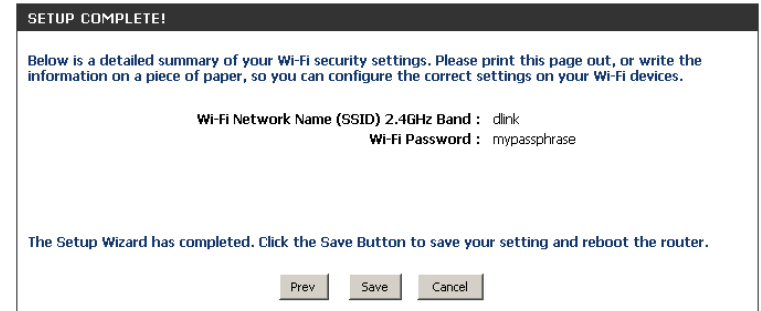 SETUP COMPLETE!
Below is a detailed summary of your Wi-Fi security settings. Please print this page out, or write the
information on a piece of paper, so you can configure the correct settings on your Wi-Fi devices.
Wi-Fi Network Name (SSID) 2.4GHz Band : dlink
Wi-Fi Password : mypassphrase
The Setup Wizard has completed. Click the Save Button to save your setting and reboot the router.
Prev Save Cancel